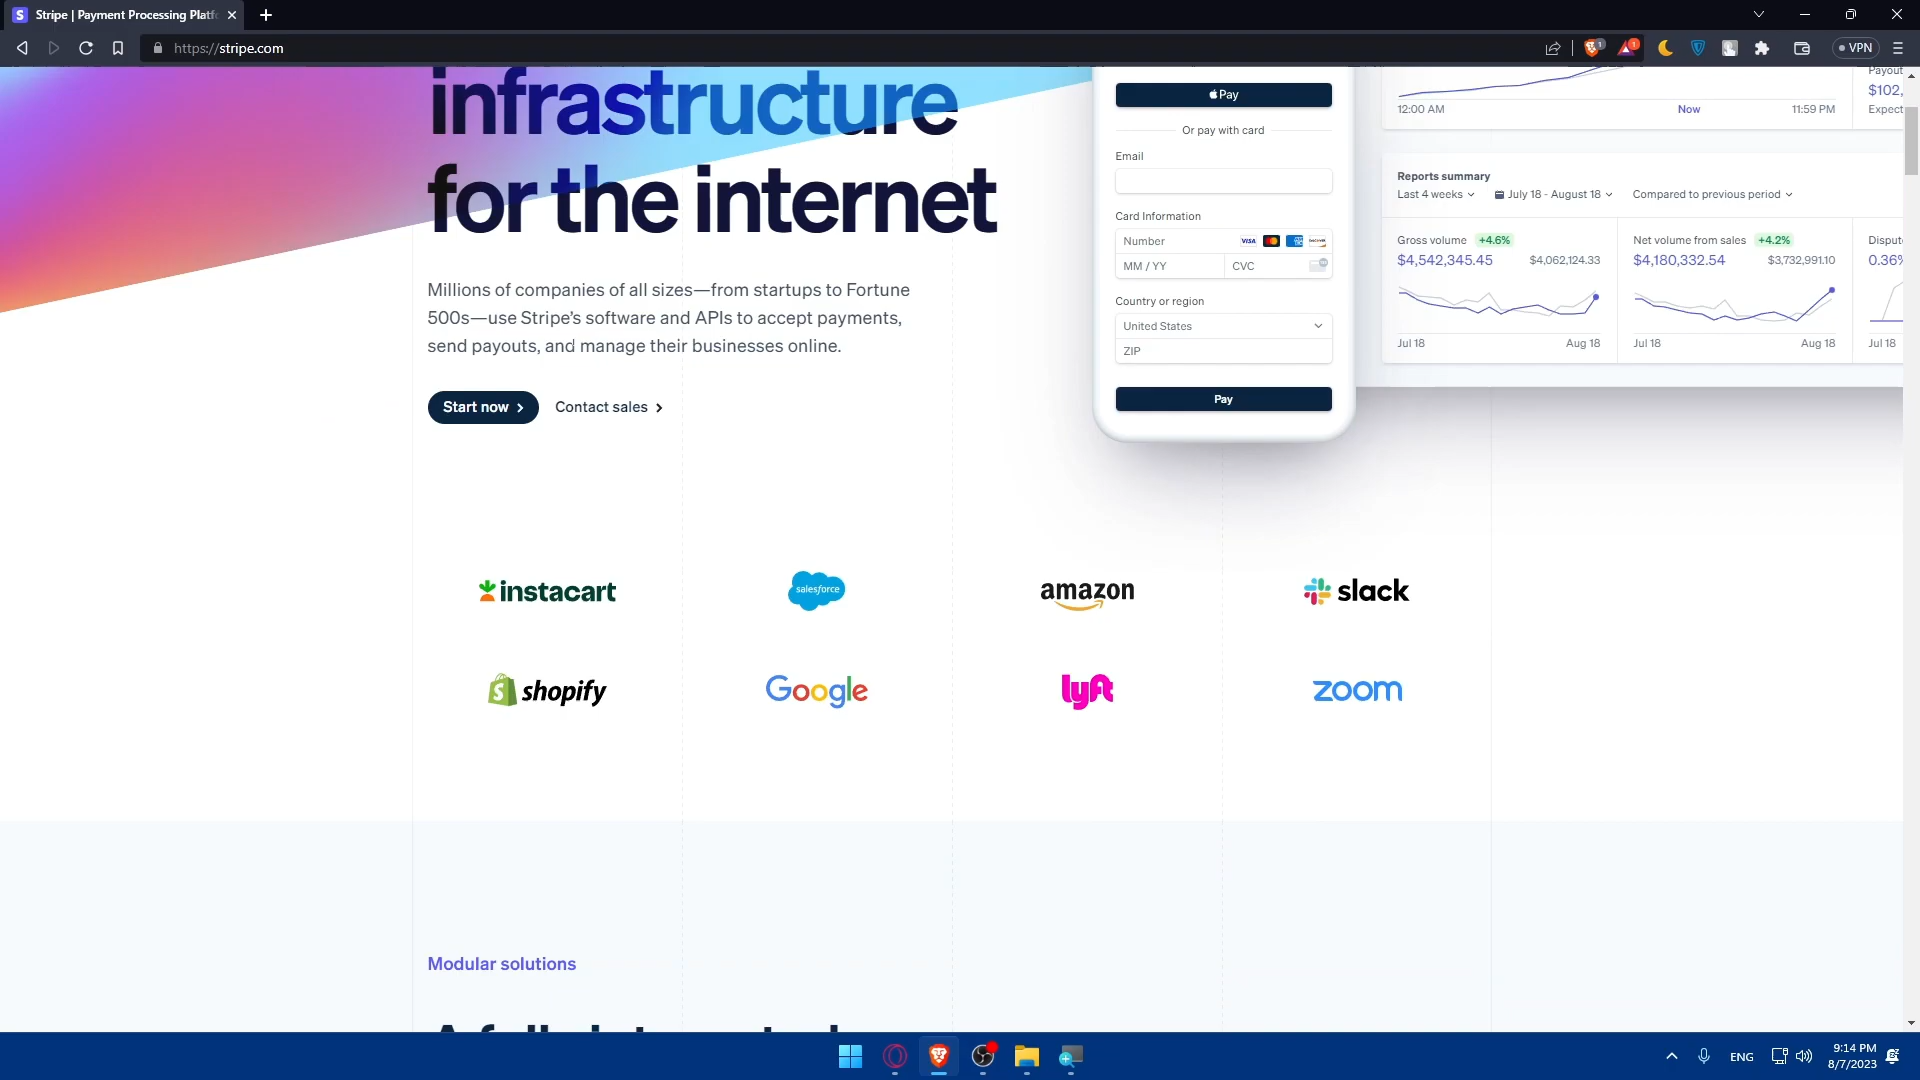 Stripe | Payment Processing Platf
https://stripe.com
VPN
infrastructure
for the internet
Millions of companies of all sizes—from startups to Fortune
500s—use Stripe's software and APIs to accept payments,
send payouts, and manage their businesses online.
Start now
Contact sales
Pay
Or pay with card
Email
Card Information
Number
VISA
MM / YY
CVC
Country or region
United States
ZIP
Pay
12:00 AM
Now
11:59 PM
Payout
$102,
Expect
Reports summary
Last 4 weeks
July 18 - August 18
Compared to previous period
Gross volume +4.6%
$4,542,345.45 $4,062,124.33
Jul 18 Aug 18
Net volume from sales +4.2%
$4,180,332.54 $3,732,991.10
Jul 18 Aug 18
Dispute
0.36%
Jul 18
instacart
salesforce
amazon
slack
shopify
Google
lyft
zoom
Modular solutions
ENG
9:14 PM
8/7/2023